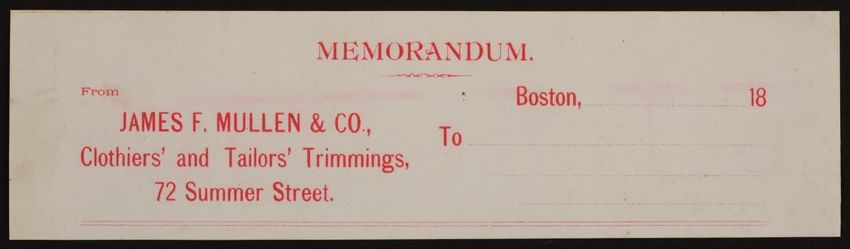 MEMORANDUM.
From
JAMES F. MULLEN & CO.,
Clothiers' and Tailors' Trimmings,
72 Summer Street.
Boston, 18
To